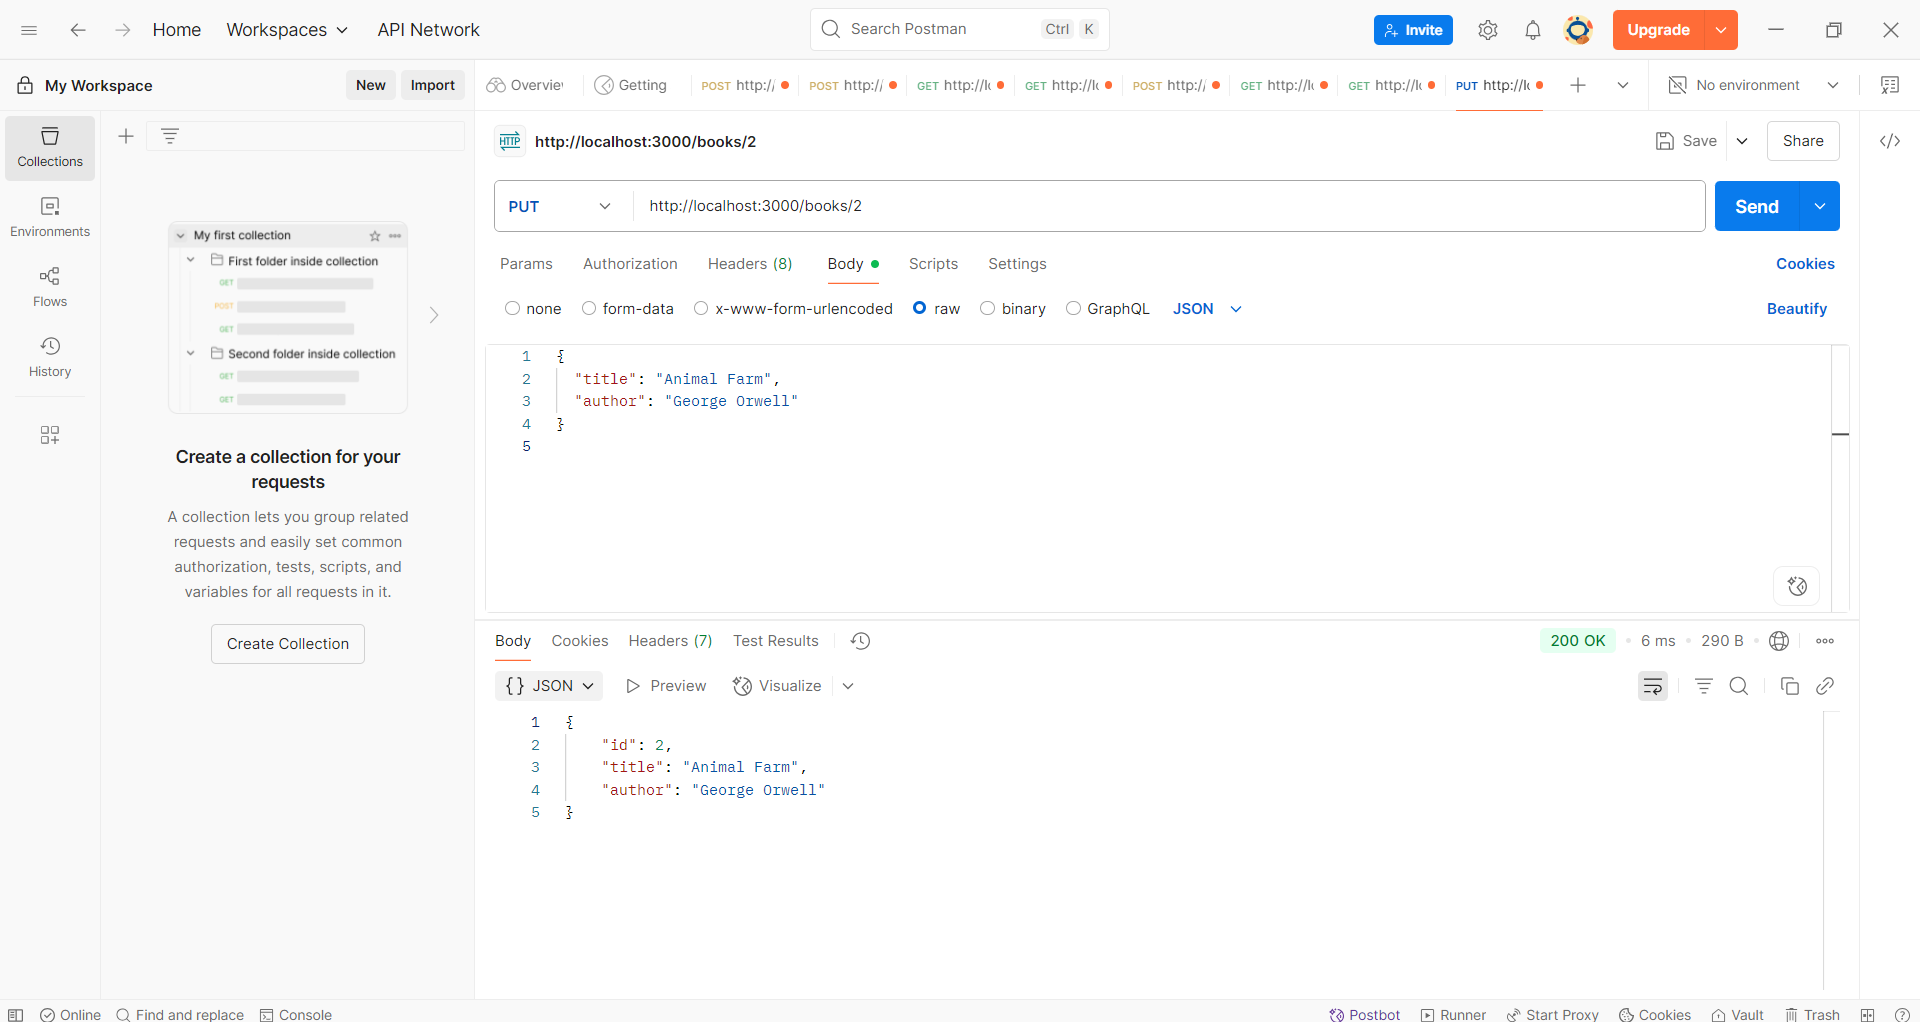 Home Workspaces API Network Search Postman Ctrl K Invite Upgrade
My Workspace New Import Overvie Getting POST http:/ POST http:/ GET http://l GET http://l POST http:/ GET http://l GET http://l PUT http://l No environment
Collections
Environments
Flows
History
My first collection
First folder inside collection
GET
POST
GET
Second folder inside collection
GET
GET
Create a collection for your
requests
A collection lets you group related
requests and easily set common
authorization, tests, scripts, and
variables for all requests in it.
Create Collection
HTTP http://localhost:3000/books/2 Save Share
PUT http://localhost:3000/books/2 Send
Params Authorization Headers (8) Body Scripts Settings Cookies
none form-data x-www-form-urlencoded raw binary GraphQL JSON Beautify
1 {
2 "title": "Animal Farm",
3 "author": "George Orwell"
4 }
5
Body Cookies Headers (7) Test Results 200 OK 6 ms 290 B
{} JSON Preview Visualize
1 {
2 "id": 2,
3 "title": "Animal Farm",
4 "author": "George Orwell"
5 }
Online Find and replace Console Postbot Runner Start Proxy Cookies Vault Trash